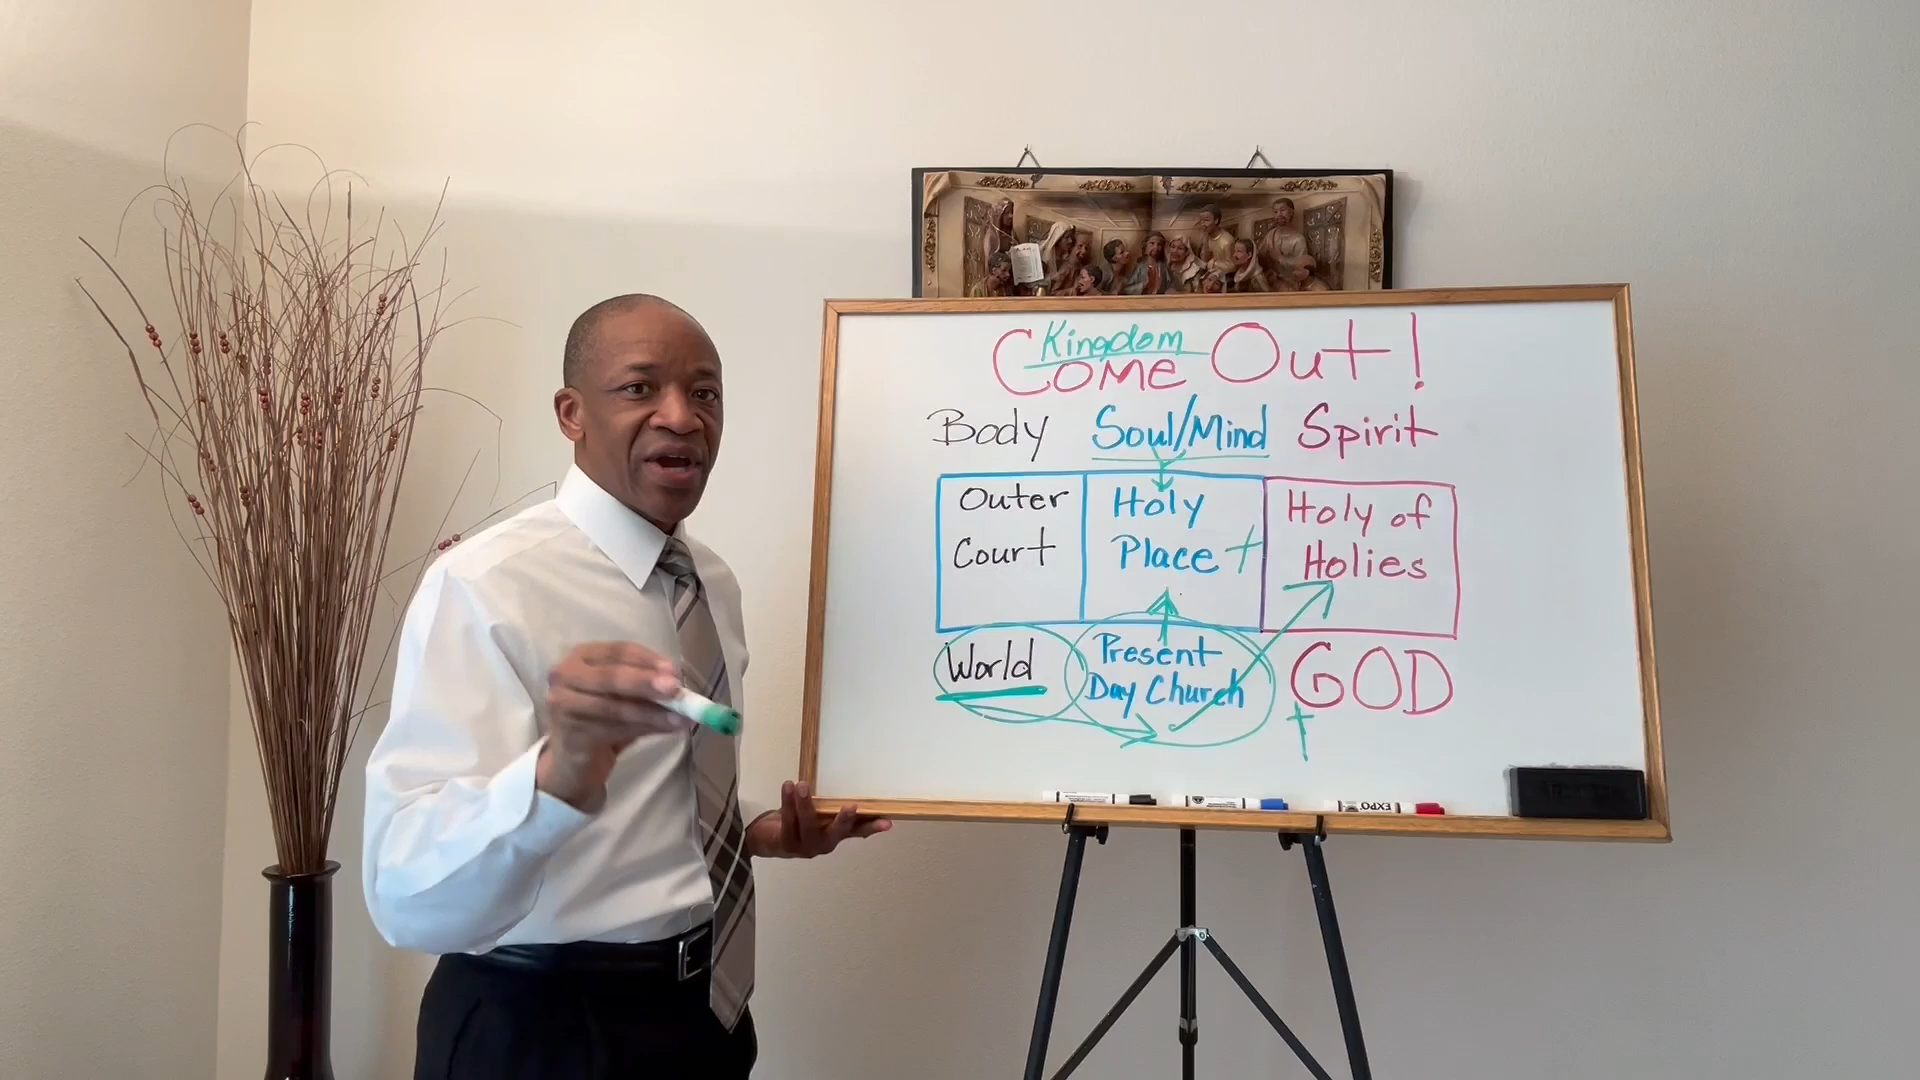 Kingdom
Come Out!
Body Soul/Mind Spirit
Outer Court
Holy Place
Holy of Holies
World
Present Day Church
GOD
EXPO